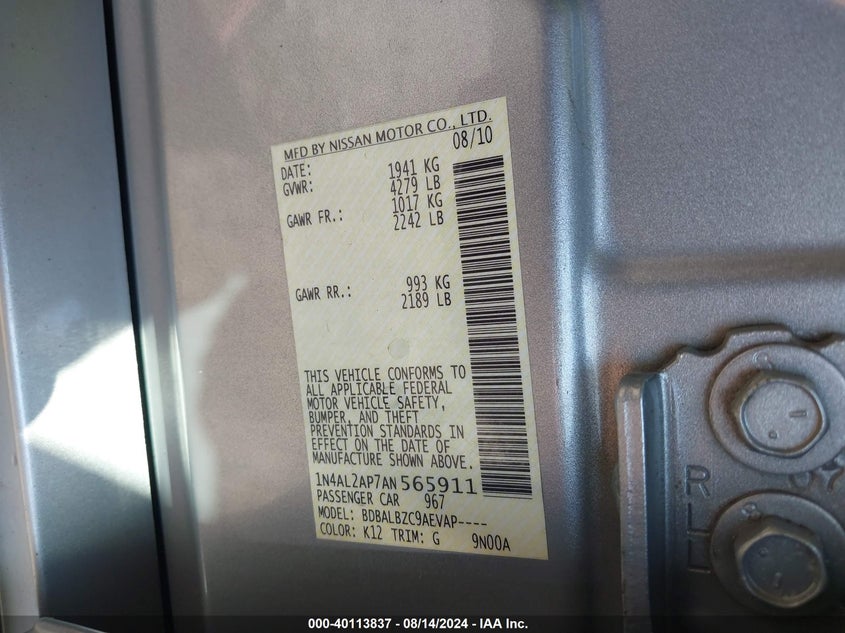 MFD BY NISSAN MOTOR CO., LTD.
DATE: 08/10
GVWR: 1941 KG
4279 LB
GAWR FR.: 1017 KG
2242 LB
GAWR RR.: 993 KG
2189 LB
THIS VEHICLE CONFORMS TO
ALL APPLICABLE FEDERAL
MOTOR VEHICLE SAFETY,
BUMPER, AND THEFT
PREVENTION STANDARDS IN
EFFECT ON THE DATE OF
MANUFACTURE SHOWN ABOVE.
1N4AL2AP7AN565911
PASSENGER CAR 967
MODEL: BDBALBZC9AEVAP----
COLOR: K12 TRIM: G 9N00A
RLL
000-40113837 - 08/14/2024 - IAA Inc.